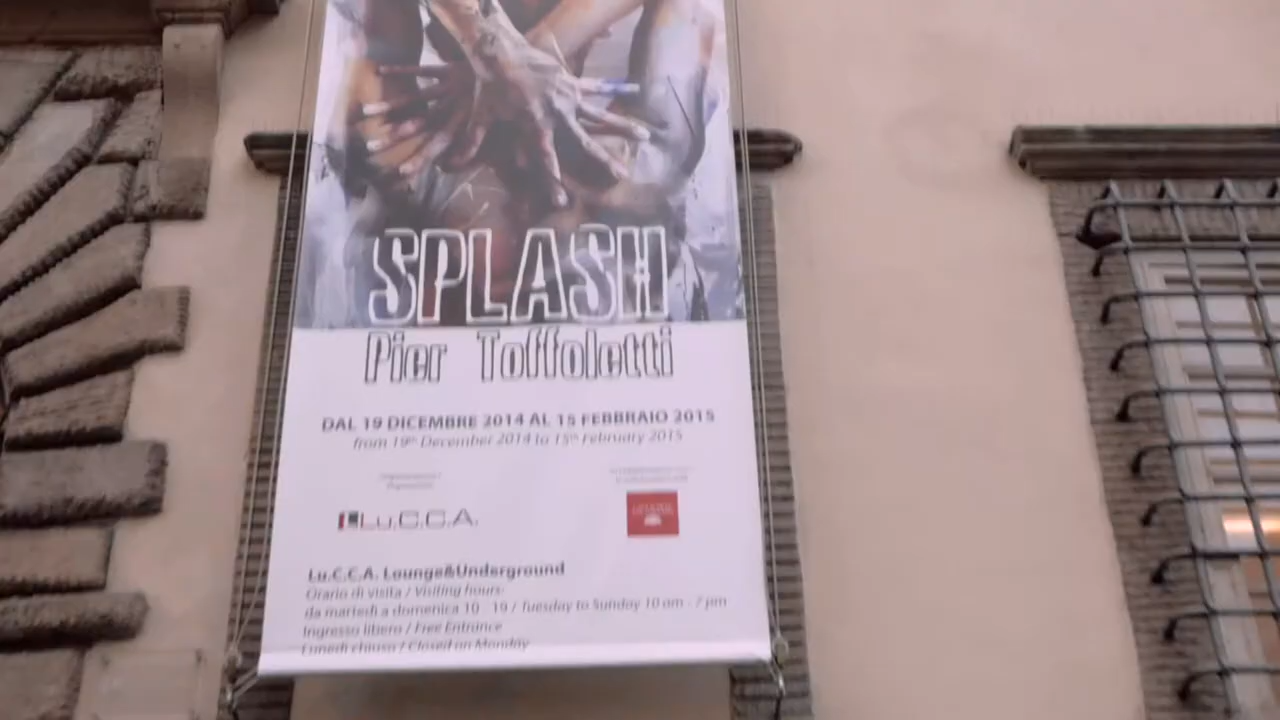 SPLASH
Pier Toffoletti
DAL 19 DICEMBRE 2014 AL 15 FEBBRAIO 2015
from 19th December 2014 to 15th February 2015
Lu.C.C.A.
Lu.C.C.A. Lounge&Underground
Orario di visita / Visiting hours:
da martedì a domenica 10 - 19 / Tuesday to Sunday 10 am - 7 pm
Ingresso libero / Free Entrance
Lunedì chiuso / Closed on Monday